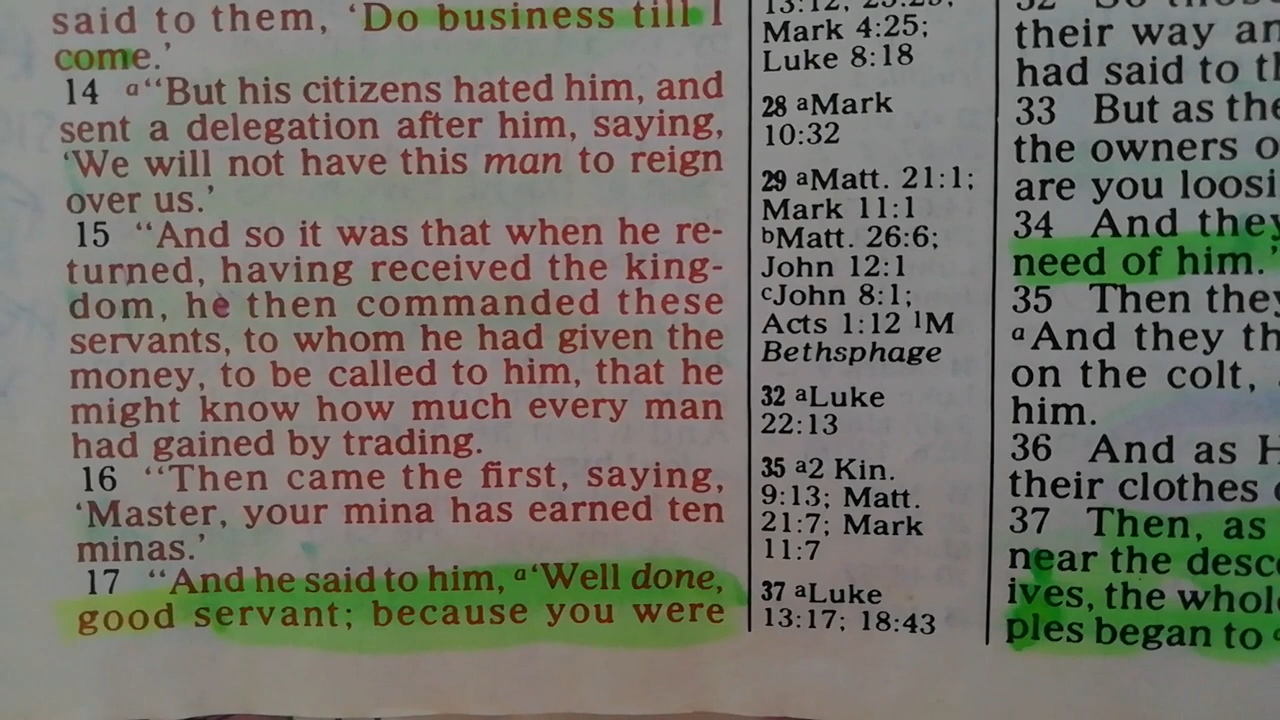 said to them, ‘Do business till I
come.’
14 a“But his citizens hated him, and
sent a delegation after him, saying,
‘We will not have this man to reign
over us.’
15 “And so it was that when he re-
turned, having received the king-
dom, he then commanded these
servants, to whom he had given the
money, to be called to him, that he
might know how much every man
had gained by trading.
16 “Then came the first, saying,
‘Master, your mina has earned ten
minas.’
17 “And he said to him, a‘Well done,
good servant; because you were
Mark 4:25;
Luke 8:18
28 aMark
10:32
29 aMatt. 21:1;
Mark 11:1
bMatt. 26:6;
John 12:1
cJohn 8:1;
Acts 1:12 1M
Bethsphage
32 aLuke
22:13
35 a2 Kin.
9:13; Matt.
21:7; Mark
11:7
37 aLuke
13:17; 18:43
their way an
had said to th
33 But as the
the owners o
are you loosi
34 And they
need of him.’
35 Then they
aAnd they th
on the colt,
him.
36 And as H
their clothes
37 Then, as
near the desc
ives, the whol
ples began to